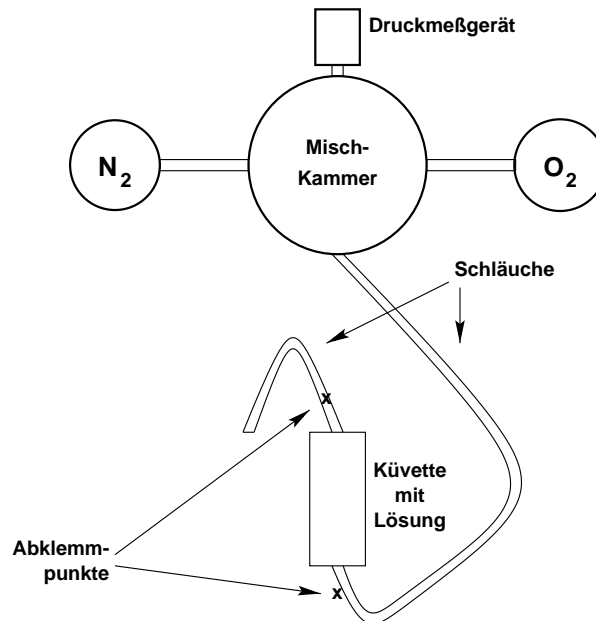 Druckmeßgerät
N2
Misch-
Kammer
O2
Schläuche
x
Küvette
mit
Lösung
Abklemm-
punkte
x